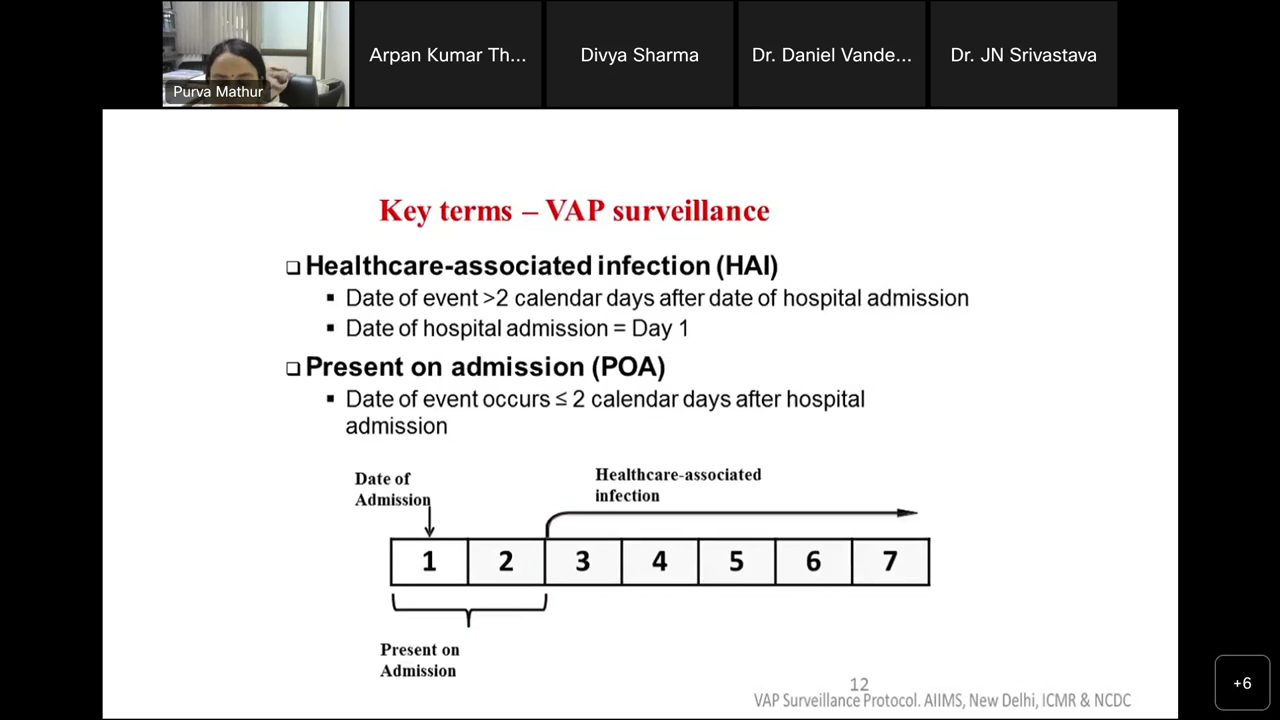 Purva Mathur
Arpan Kumar Th...
Divya Sharma
Dr. Daniel Vande...
Dr. JN Srivastava
Key terms – VAP surveillance
❑ Healthcare-associated infection (HAI)
▪ Date of event >2 calendar days after date of hospital admission
▪ Date of hospital admission = Day 1
❑ Present on admission (POA)
▪ Date of event occurs ≤ 2 calendar days after hospital
admission
Date of
Admission
Healthcare-associated
infection
1 2 3 4 5 6 7
Present on
Admission
12
VAP Surveillance Protocol. AIIMS, New Delhi, ICMR & NCDC
+6